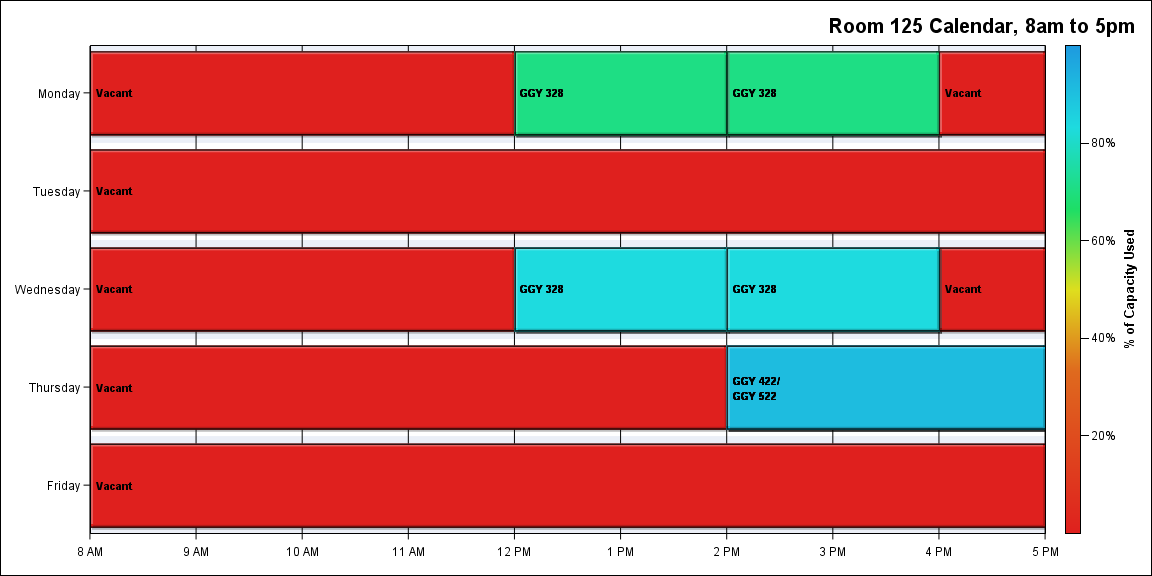 Room 125 Calendar, 8am to 5pm
Monday
Vacant
GGY 328
GGY 328
Vacant
Tuesday
Vacant
Wednesday
Vacant
GGY 328
GGY 328
Vacant
Thursday
Vacant
GGY 422/
GGY 522
Friday
Vacant
8 AM
9 AM
10 AM
11 AM
12 PM
1 PM
2 PM
3 PM
4 PM
5 PM
80%
60%
40%
20%
% of Capacity Used